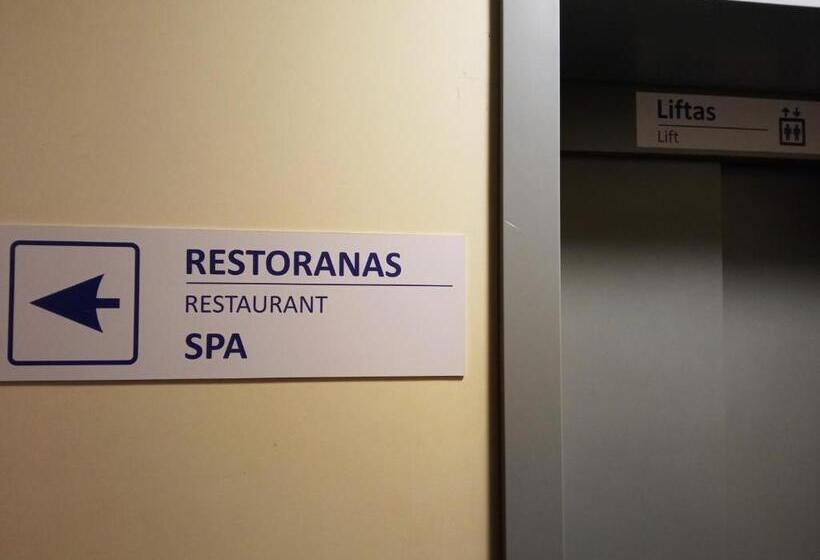 RESTORANAS
RESTAURANT
SPA
Liftas
Lift